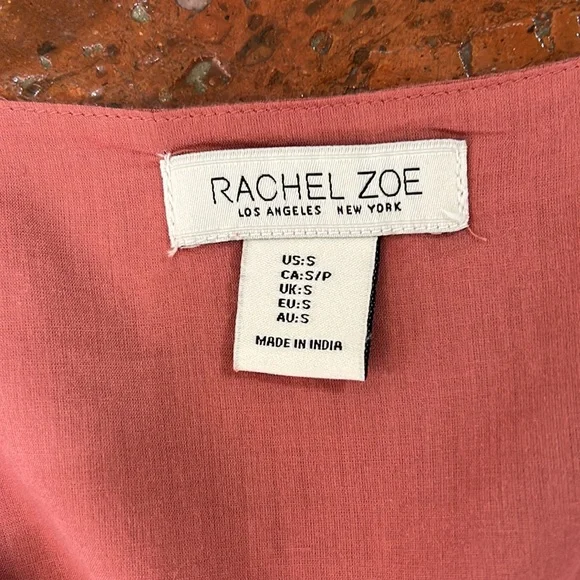 RACHEL ZOE
LOS ANGELES NEW YORK
US:S
CA:S/P
UK:S
EU:S
AU:S
MADE IN INDIA